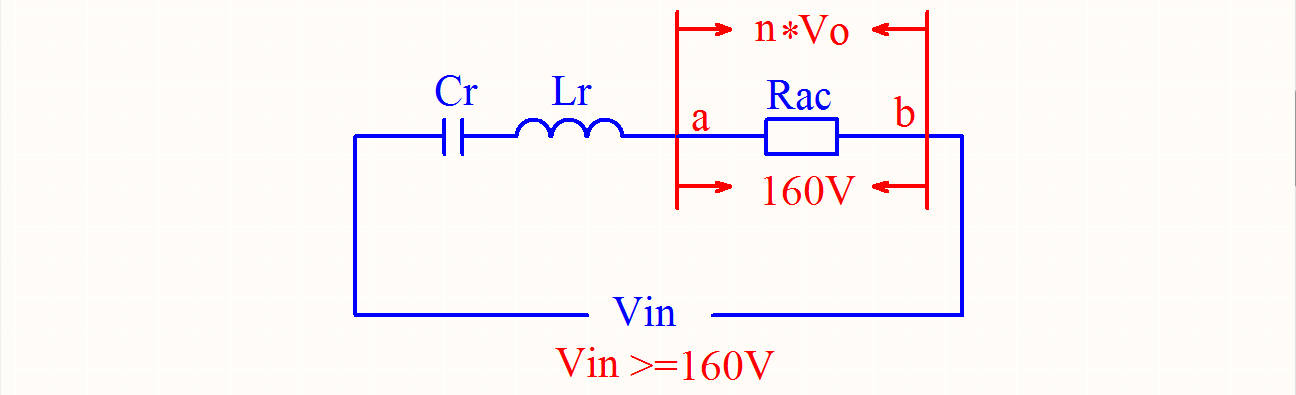 n*Vo
Cr Lr Rac
a b
160V
Vin
Vin >=160V